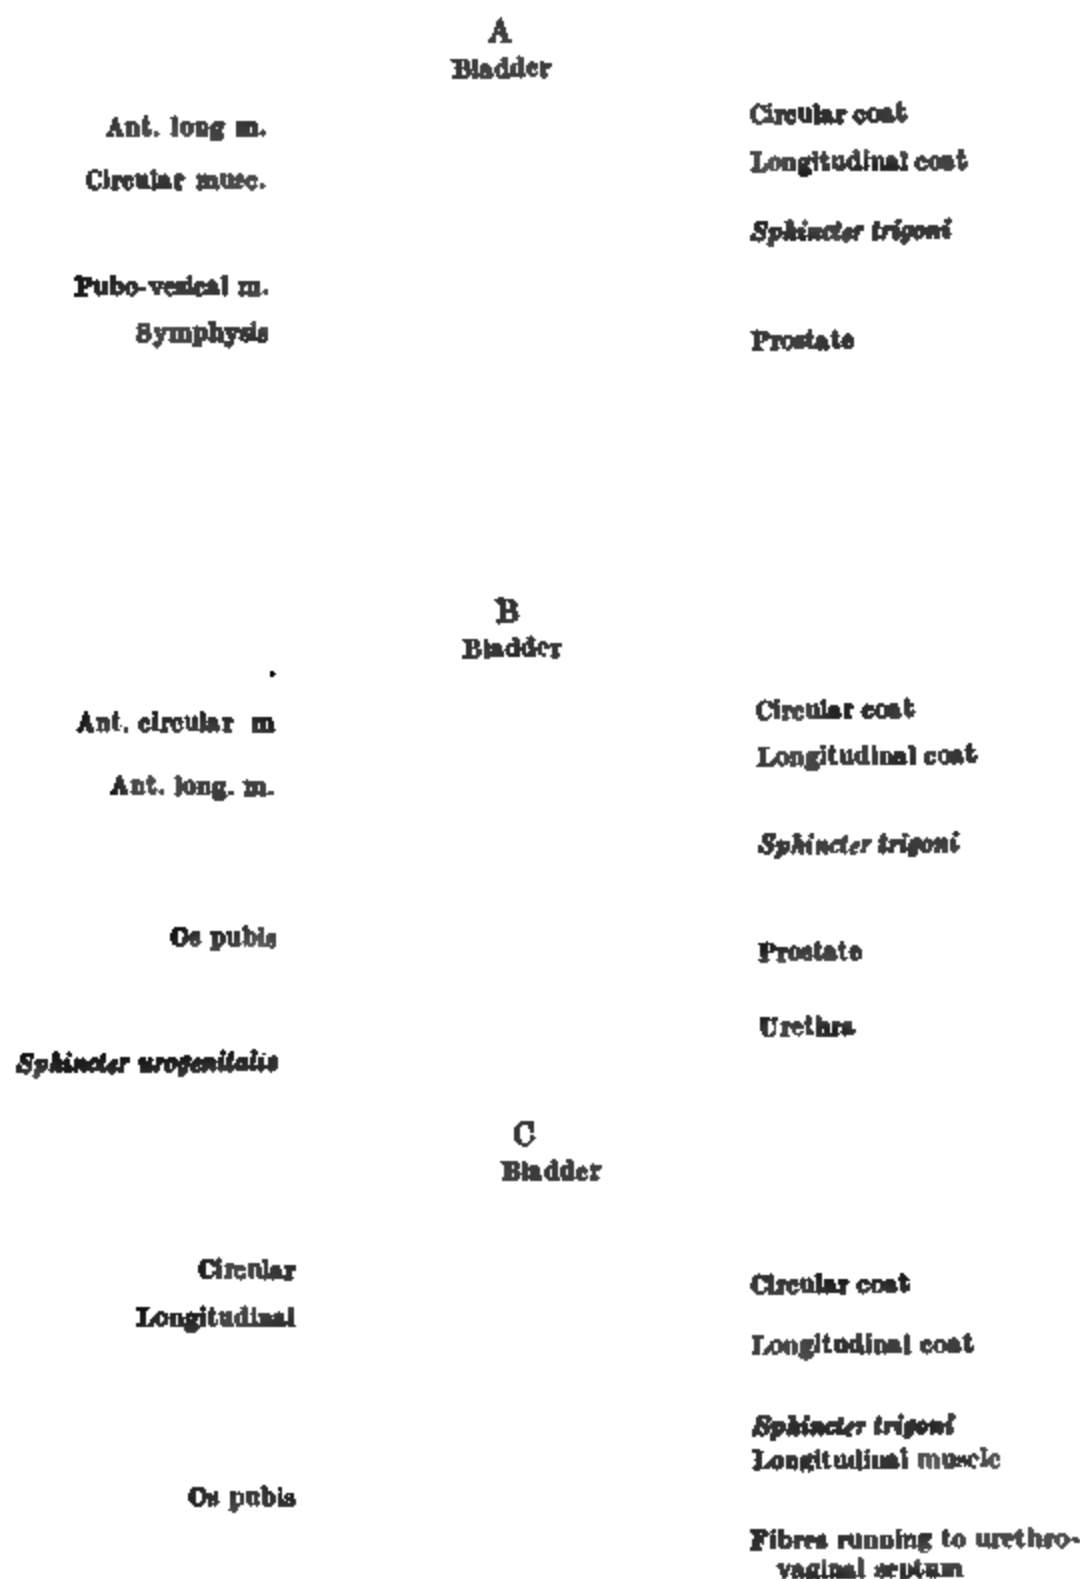 A
Bladder
Ant. long m.
Circular musc.
Pubo-vesical m.
Symphysis
Circular coat
Longitudinal coat
Sphincter trigoni
Prostate
B
Bladder
Ant. circular m
Ant. long. m.
Os pubis
Sphincter urogenitalis
Circular coat
Longitudinal coat
Sphincter trigoni
Prostate
Urethra
C
Bladder
Circular
Longitudinal
Os pubis
Circular coat
Longitudinal coat
Sphincter trigoni
Longitudinal muscle
Fibres running to urethro-
vaginal septum